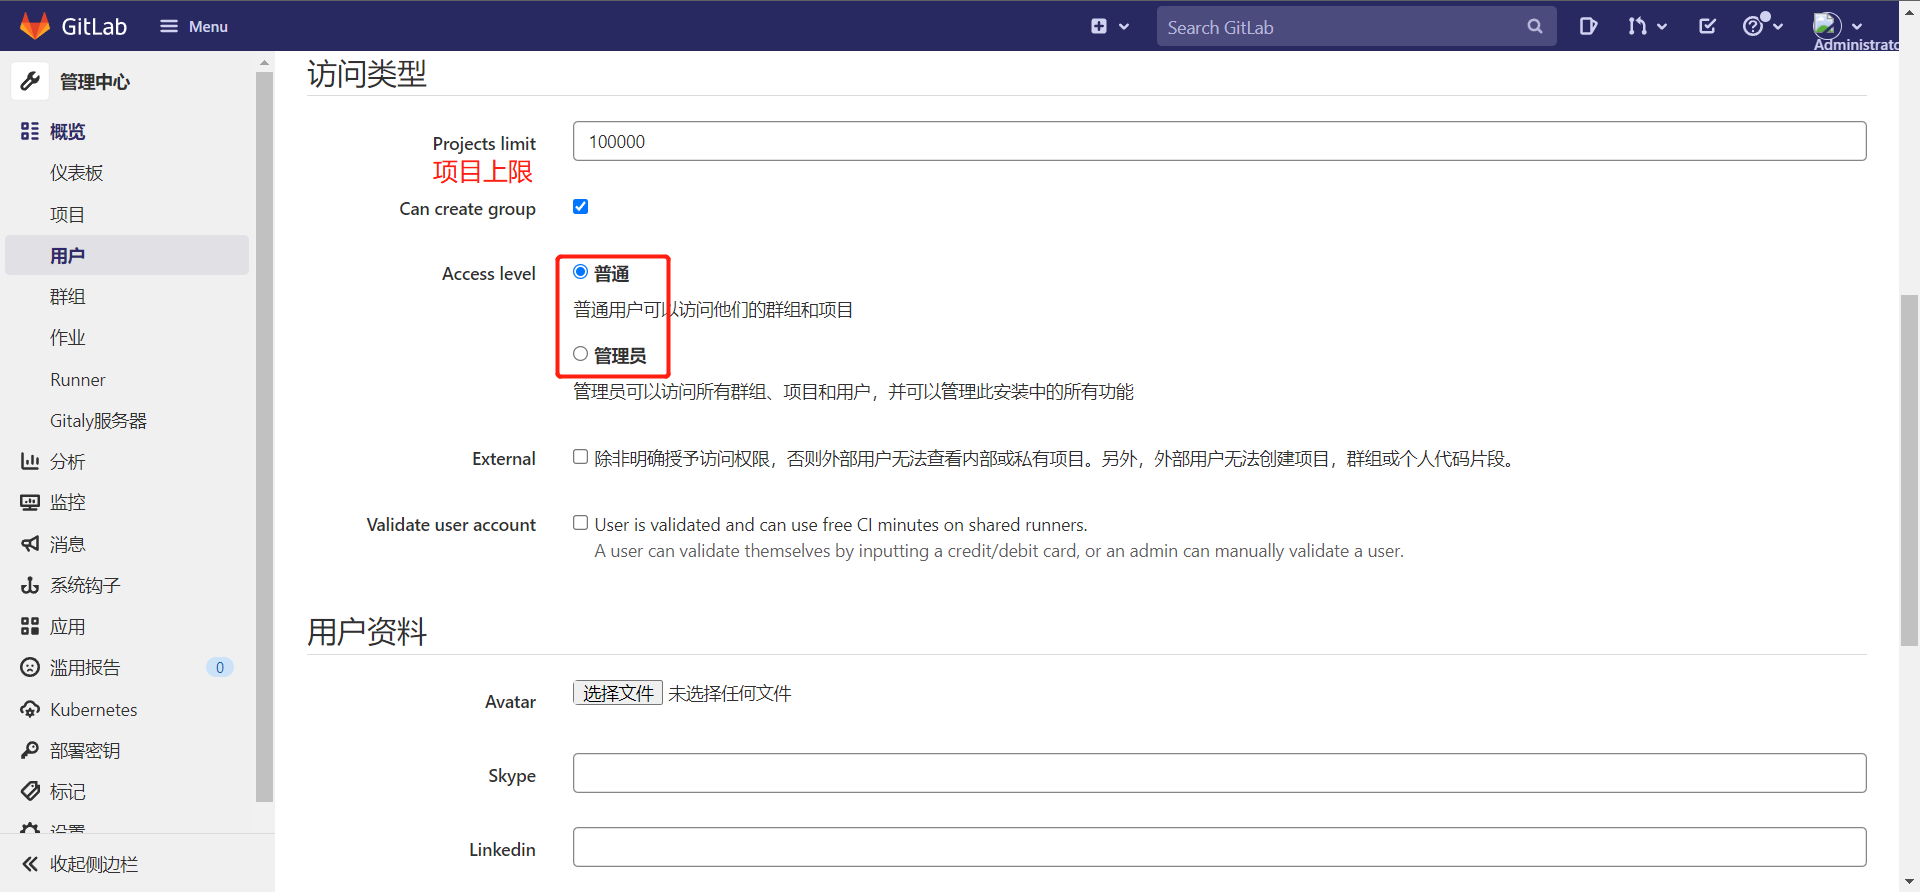 GitLab
Menu
Search GitLab
Administrato
管理中心
概览
仪表板
项目
用户
群组
作业
Runner
Gitaly服务器
分析
监控
消息
系统钩子
应用
滥用报告 0
Kubernetes
部署密钥
标记
设置
收起侧边栏
访问类型
Projects limit 100000
项目上限
Can create group
Access level 普通
普通用户可以访问他们的群组和项目
管理员
管理员可以访问所有群组、项目和用户，并可以管理此安装中的所有功能
External 除非明确授予访问权限，否则外部用户无法查看内部或私有项目。另外，外部用户无法创建项目，群组或个人代码片段。
Validate user account User is validated and can use free CI minutes on shared runners.
A user can validate themselves by inputting a credit/debit card, or an admin can manually validate a user.
用户资料
Avatar 选择文件 未选择任何文件
Skype
Linkedin